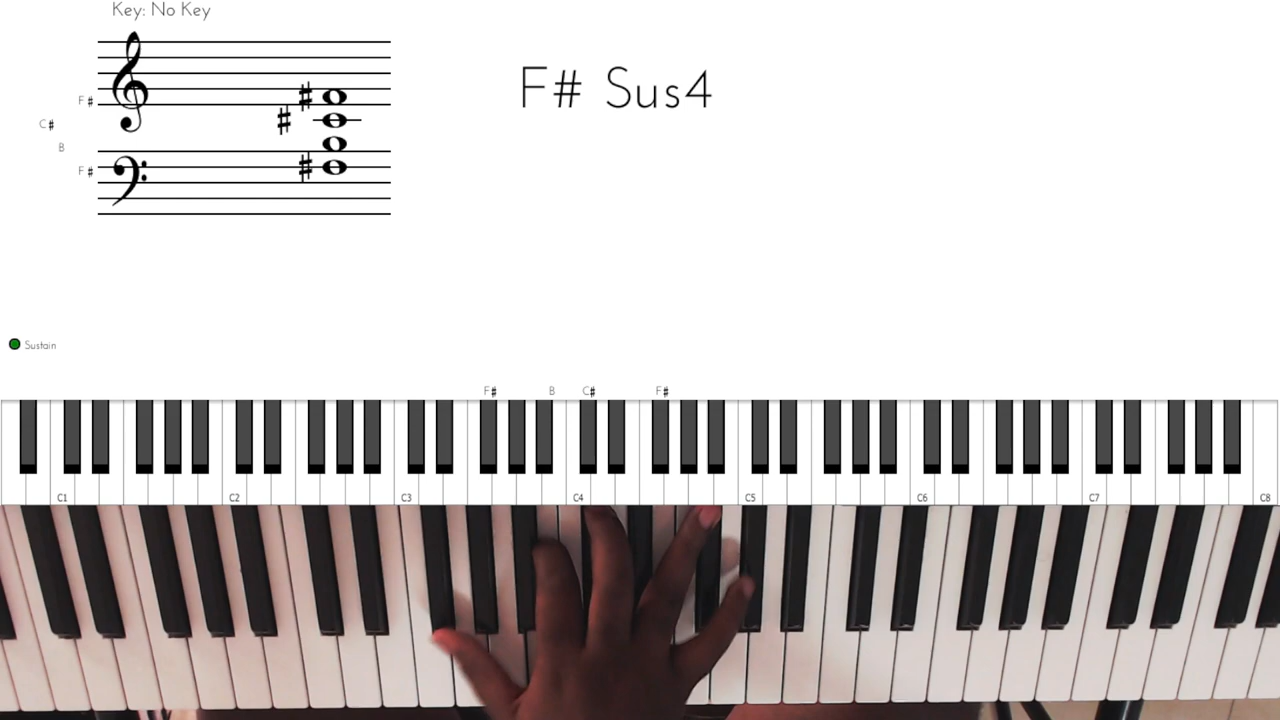 Key: No Key
F# Sus4
F#
C#
B
F#
Sustain
F# B C# F#
C1 C2 C3 C4 C5 C6 C7 C8